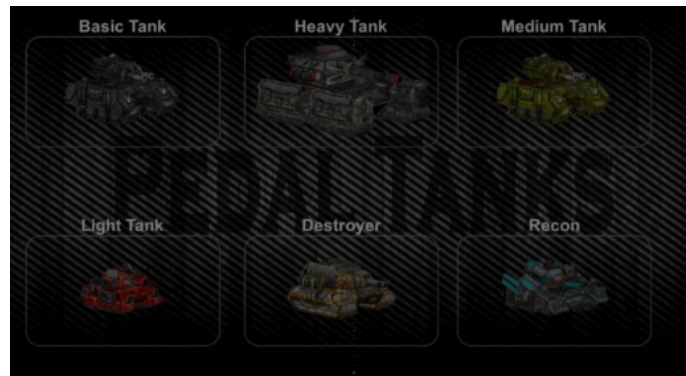 Basic Tank Heavy Tank Medium Tank
PEDAL TANKS
Light Tank Destroyer Recon